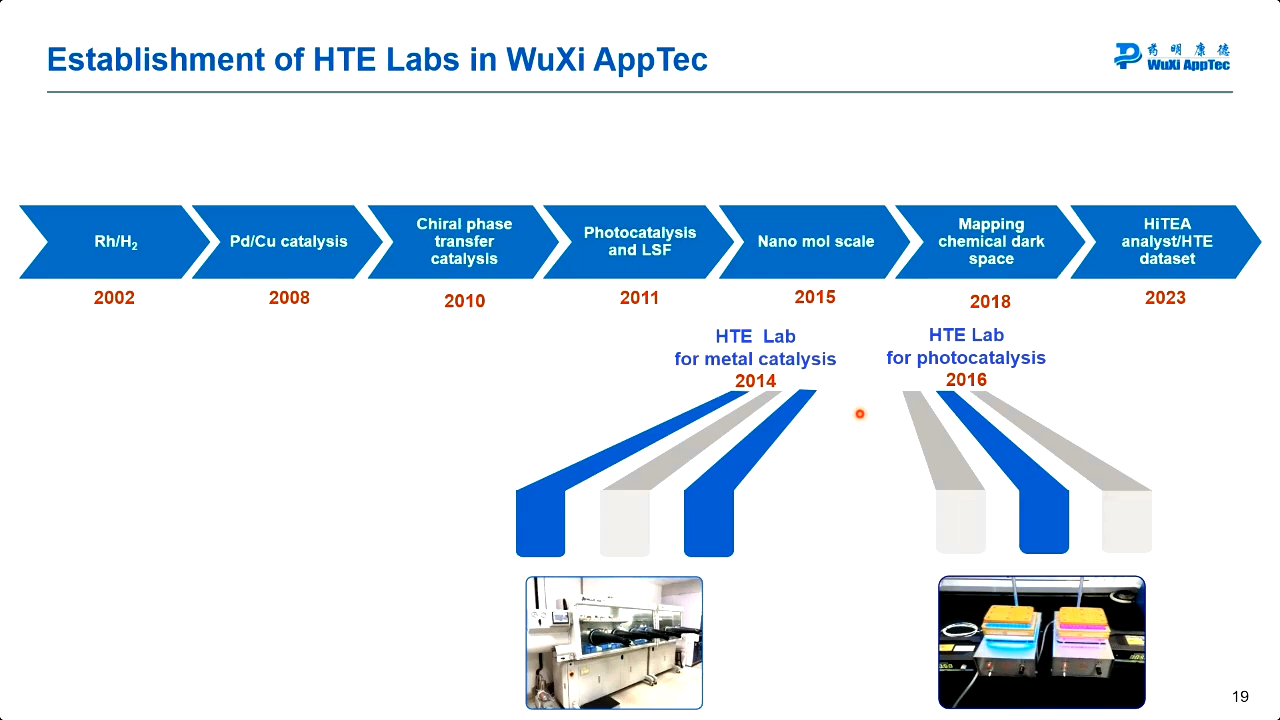 Establishment of HTE Labs in WuXi AppTec
药明康德
WuXi AppTec
Rh/H₂
Pd/Cu catalysis
Chiral phase
transfer
catalysis
Photocatalysis
and LSF
Nano mol scale
Mapping
chemical dark
space
HiTEA
analyst/HTE
dataset
2002
2008
2010
2011
2015
2018
2023
HTE Lab
for metal catalysis
2014
HTE Lab
for photocatalysis
2016
19